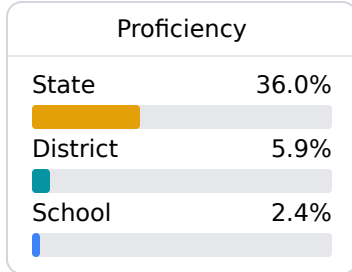 Proficiency
State 36.0%
District 5.9%
School 2.4%